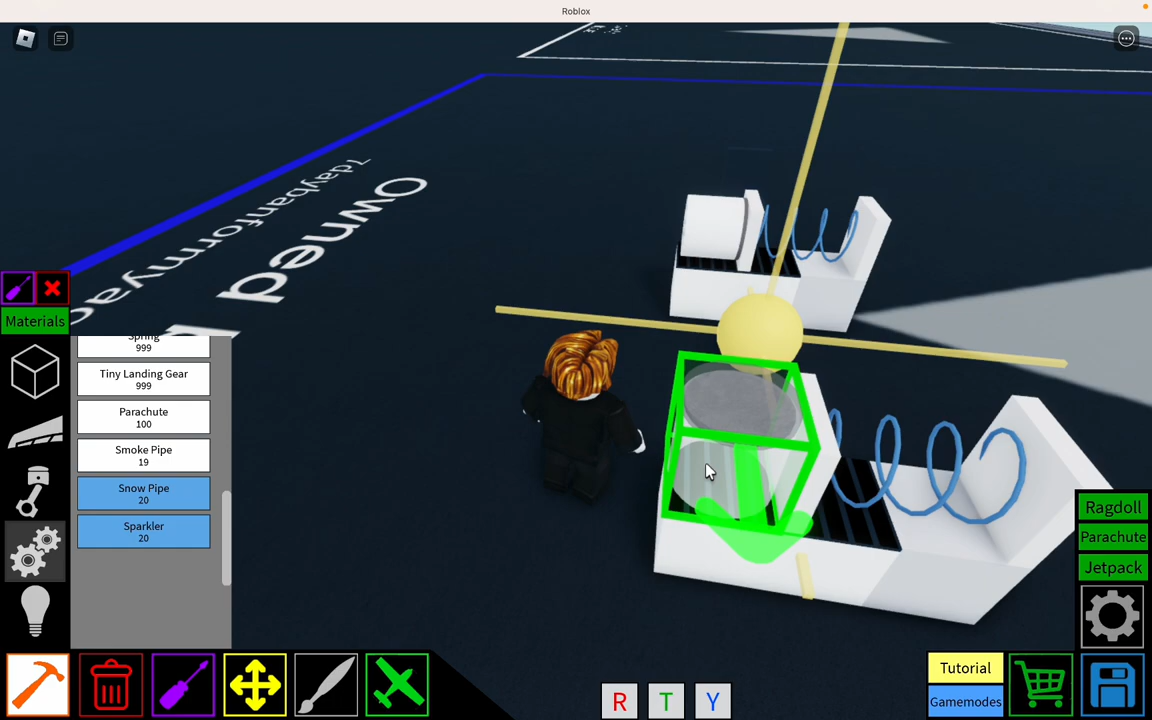 Roblox
Owned
7daybanformyac
Materials
Spring
999
Tiny Landing Gear
999
Parachute
100
Smoke Pipe
19
Snow Pipe
20
Sparkler
20
Ragdoll
Parachute
Jetpack
Tutorial
Gamemodes
R T Y